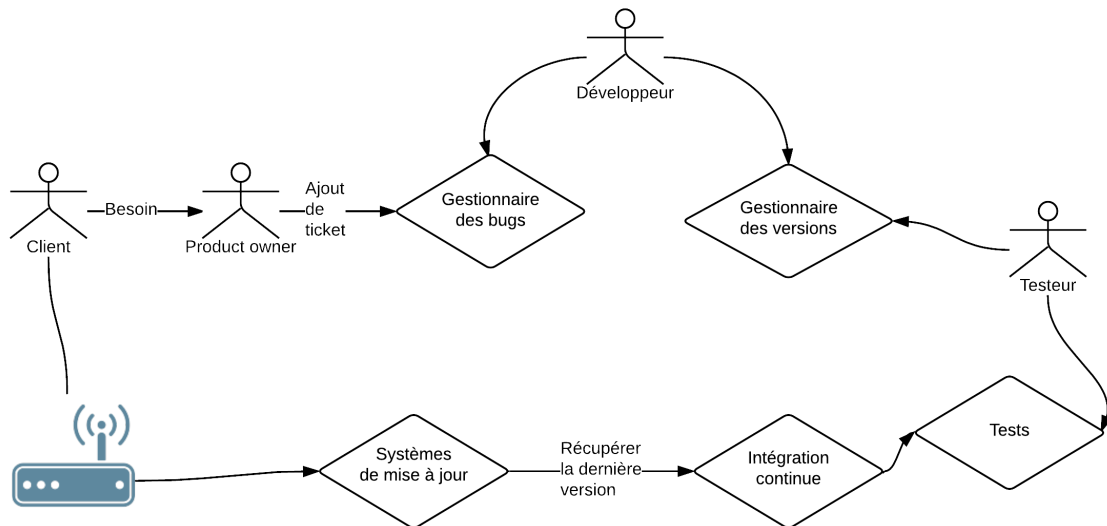 Développeur
Client
Besoin
Product owner
Ajout
de
ticket
Gestionnaire
des bugs
Gestionnaire
des versions
Testeur
Systèmes
de mise à jour
Récupérer
la dernière
version
Intégration
continue
Tests